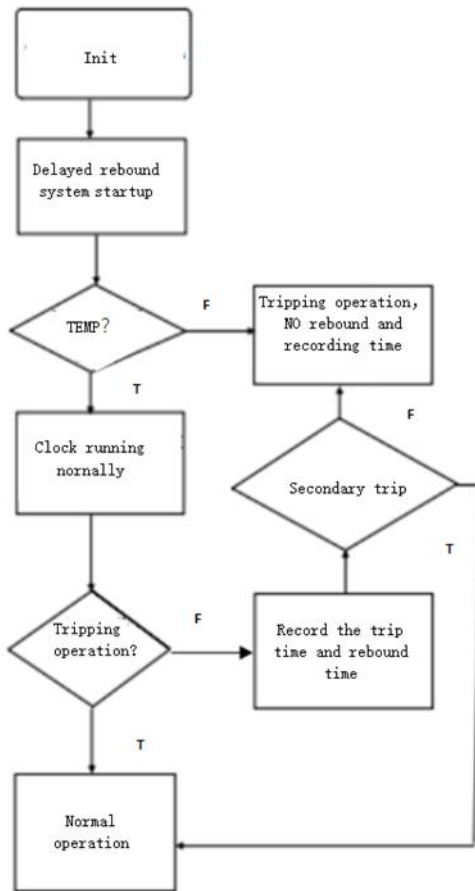 Init
Delayed rebound
system startup
TEMP?
F
Tripping operation,
NO rebound and
recording time
T
F
Clock running
normally
Secondary trip
T
Tripping
operation?
F
Record the trip
time and rebound
time
T
Normal
operation